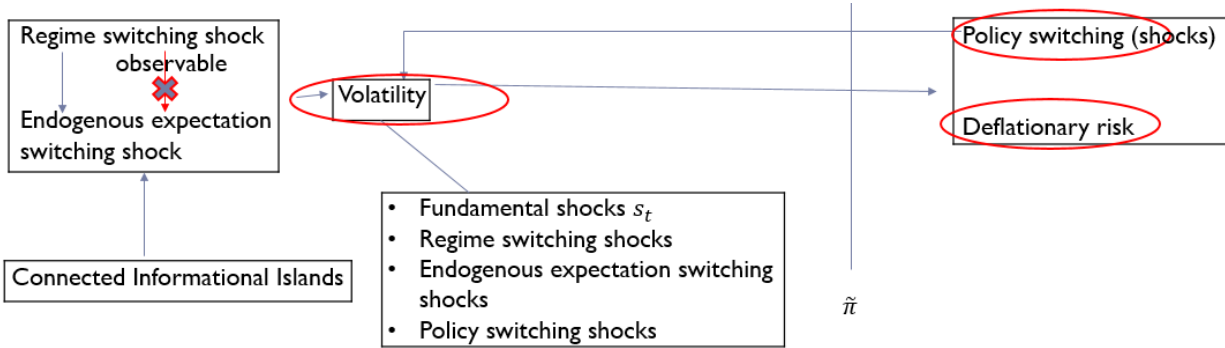 Regime switching shock
observable
Endogenous expectation
switching shock
Volatility
Policy switching (shocks)
Deflationary risk
• Fundamental shocks 𝑠ₜ
• Regime switching shocks
• Endogenous expectation switching
shocks
• Policy switching shocks
Connected Informational Islands
π̃